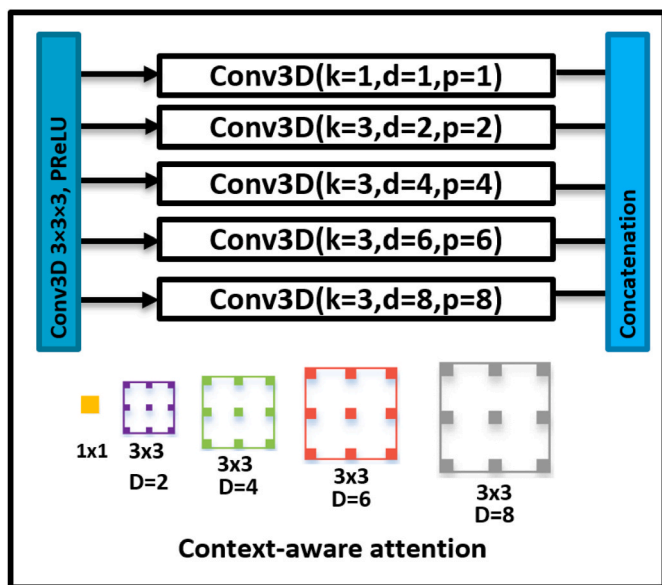 Conv3D 3×3×3, PReLU
Conv3D(k=1,d=1,p=1)
Conv3D(k=3,d=2,p=2)
Conv3D(k=3,d=4,p=4)
Conv3D(k=3,d=6,p=6)
Conv3D(k=3,d=8,p=8)
Concatenation
1x1
3x3
D=2
3x3
D=4
3x3
D=6
3x3
D=8
Context-aware attention